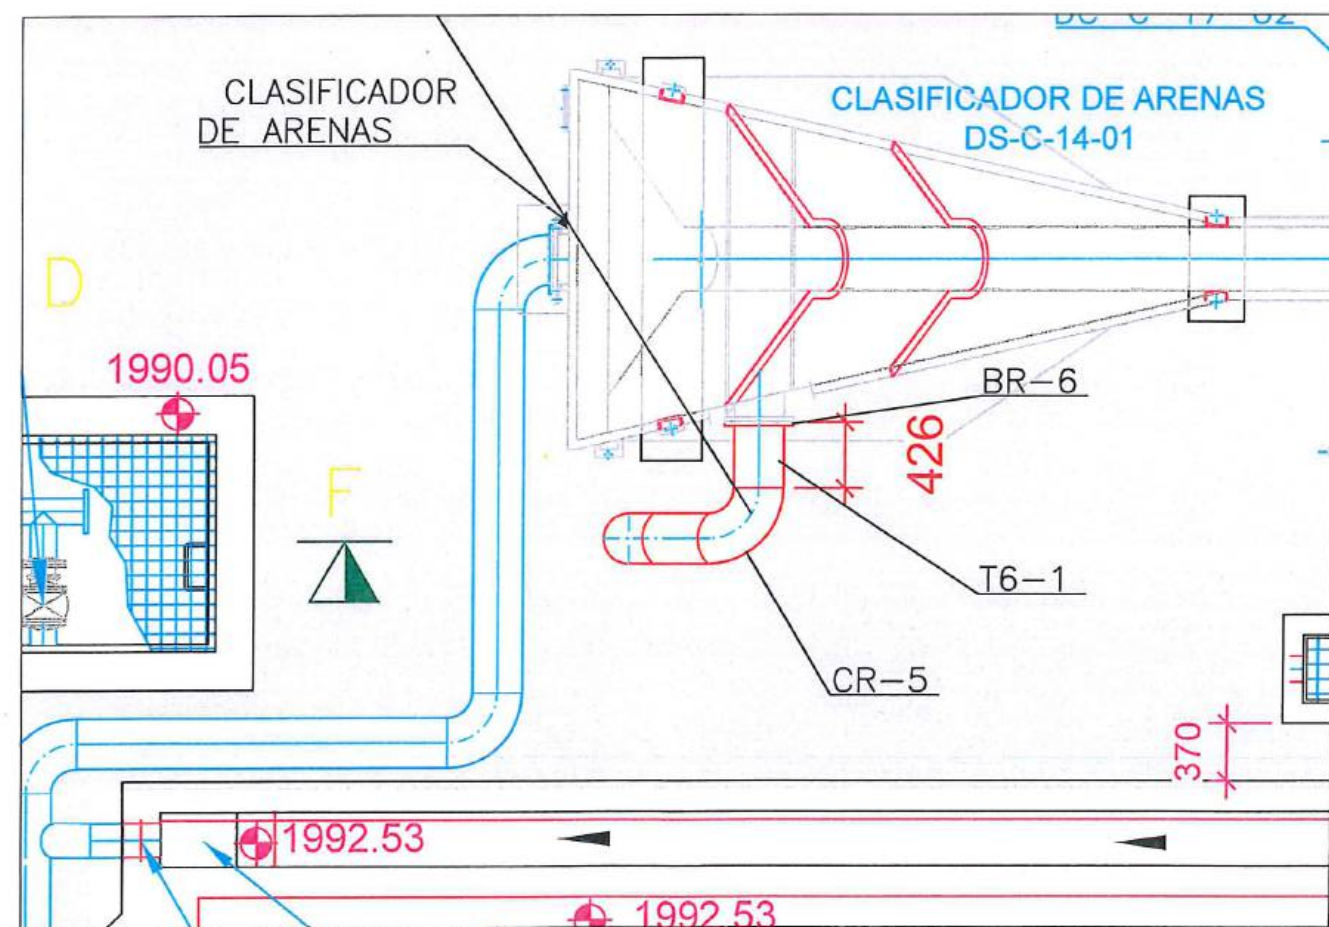 CLASIFICADOR
DE ARENAS
CLASIFICADOR DE ARENAS
DS-C-14-01
D
1990.05
F
BR-6
426
T6-1
CR-5
370
1992.53
1992.53